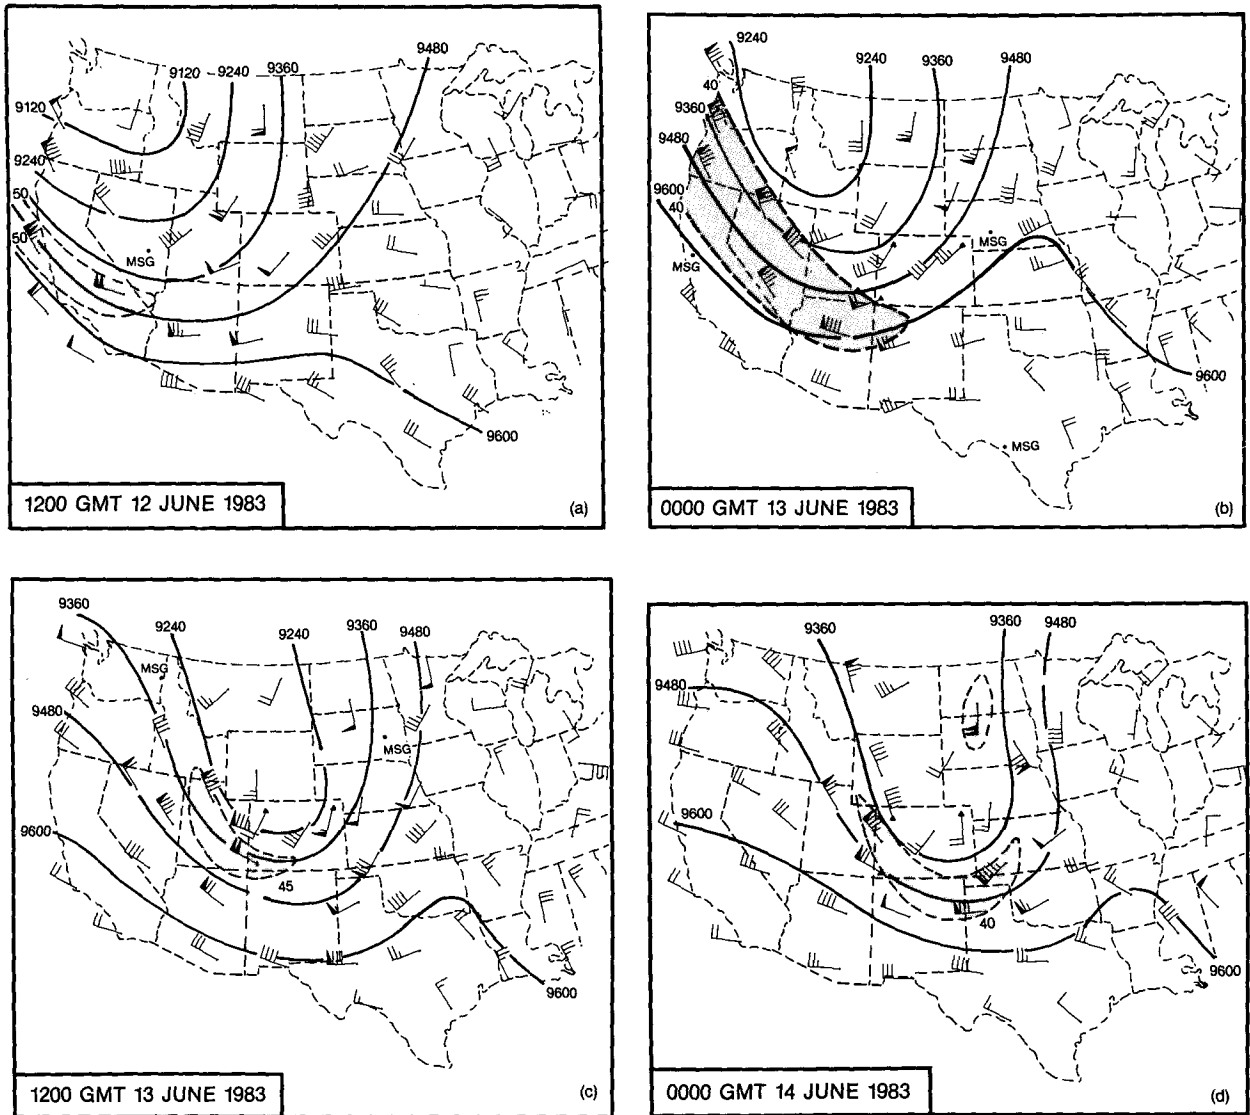 9480
9120 9240 9360
9120
9240
50
50
MSG
9600
1200 GMT 12 JUNE 1983
(a)
9240
9240 9360 9480
40
9360
9480
9600
40
MSG
MSG
9600
MSG
0000 GMT 13 JUNE 1983
(b)
9360
9240 9240 9360 9480
MSG
9480
MSG
9600
45
9600
1200 GMT 13 JUNE 1983
(c)
9360 9360 9480
9480
9600
40
9600
0000 GMT 14 JUNE 1983
(d)